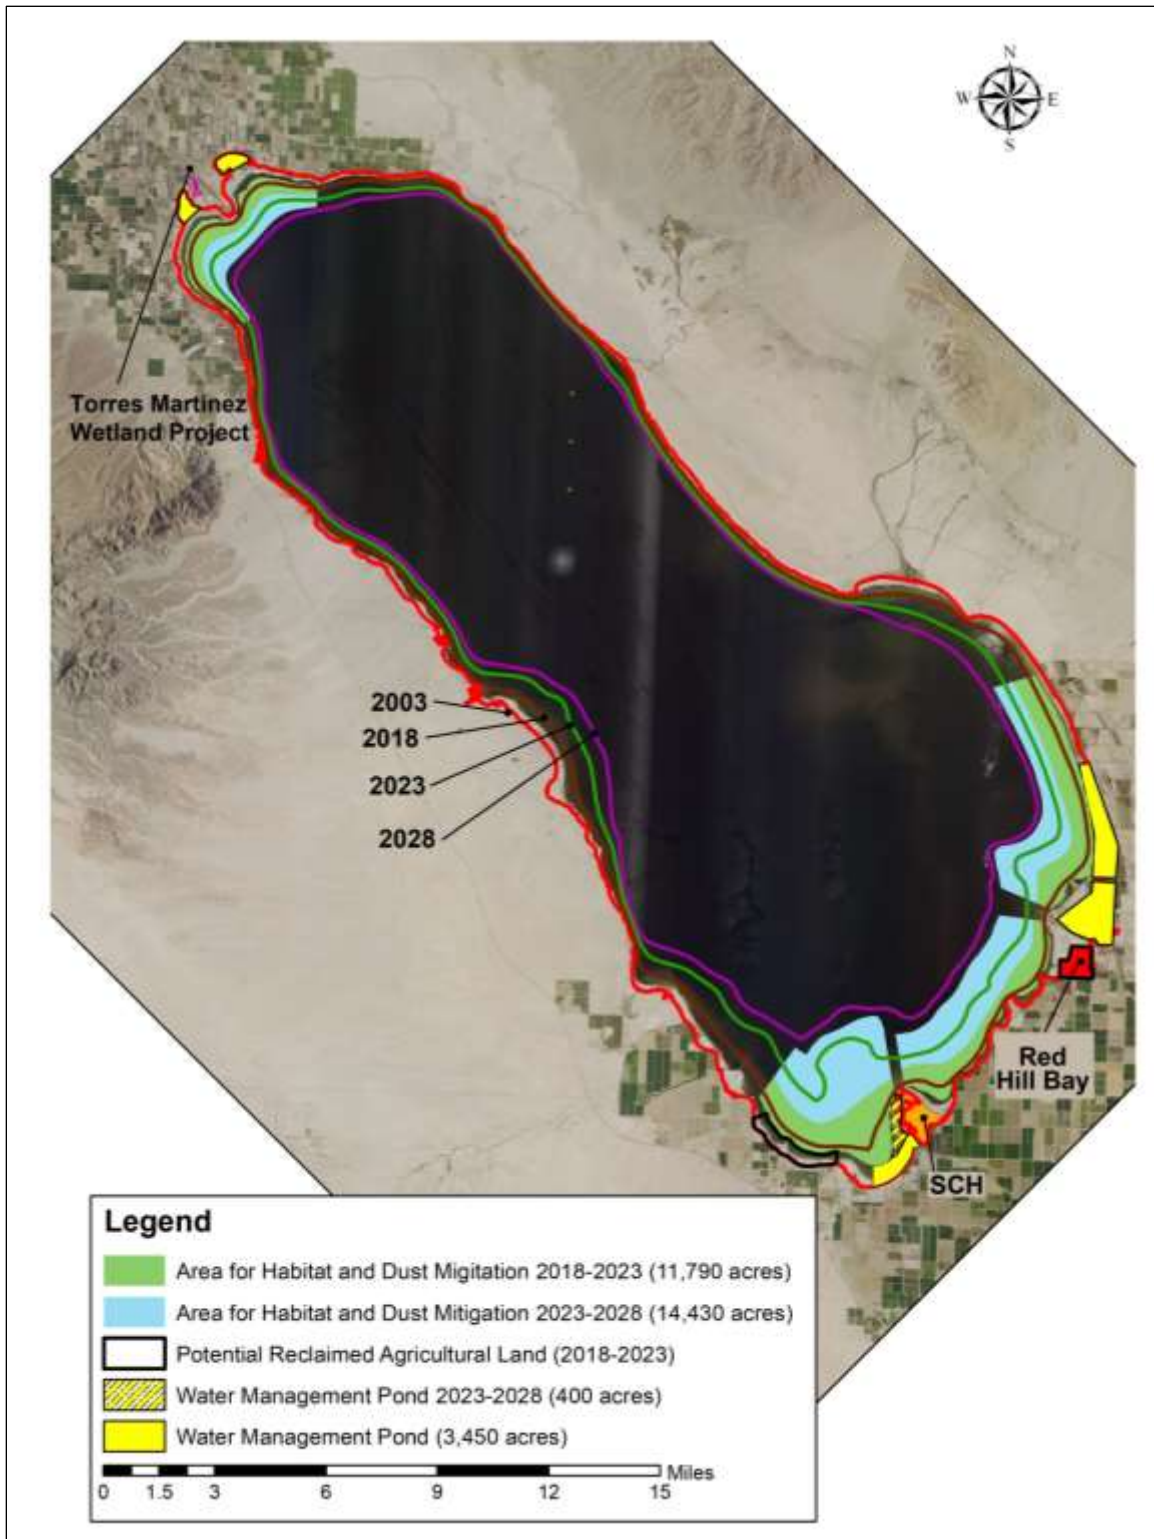 N
W
E
S
Torres Martinez
Wetland Project
2003
2018
2023
2028
Red
Hill Bay
SCH
Legend
Area for Habitat and Dust Migitation 2018-2023 (11,790 acres)
Area for Habitat and Dust Mitigation 2023-2028 (14,430 acres)
Potential Reclaimed Agricultural Land (2018-2023)
Water Management Pond 2023-2028 (400 acres)
Water Management Pond (3,450 acres)
Miles
0 1.5 3 6 9 12 15